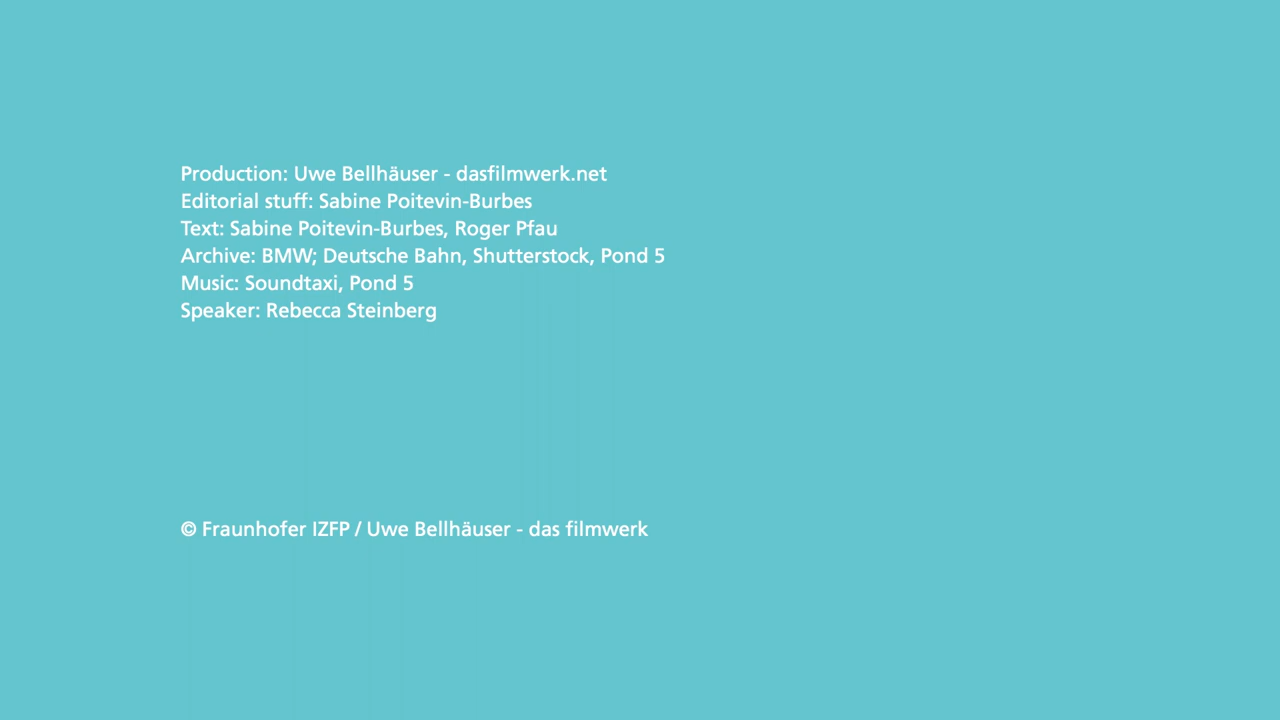 Production: Uwe Bellhäuser - dasfilmwerk.net
Editorial stuff: Sabine Poitevin-Burbes
Text: Sabine Poitevin-Burbes, Roger Pfau
Archive: BMW; Deutsche Bahn, Shutterstock, Pond 5
Music: Soundtaxi, Pond 5
Speaker: Rebecca Steinberg
© Fraunhofer IZFP / Uwe Bellhäuser - das filmwerk